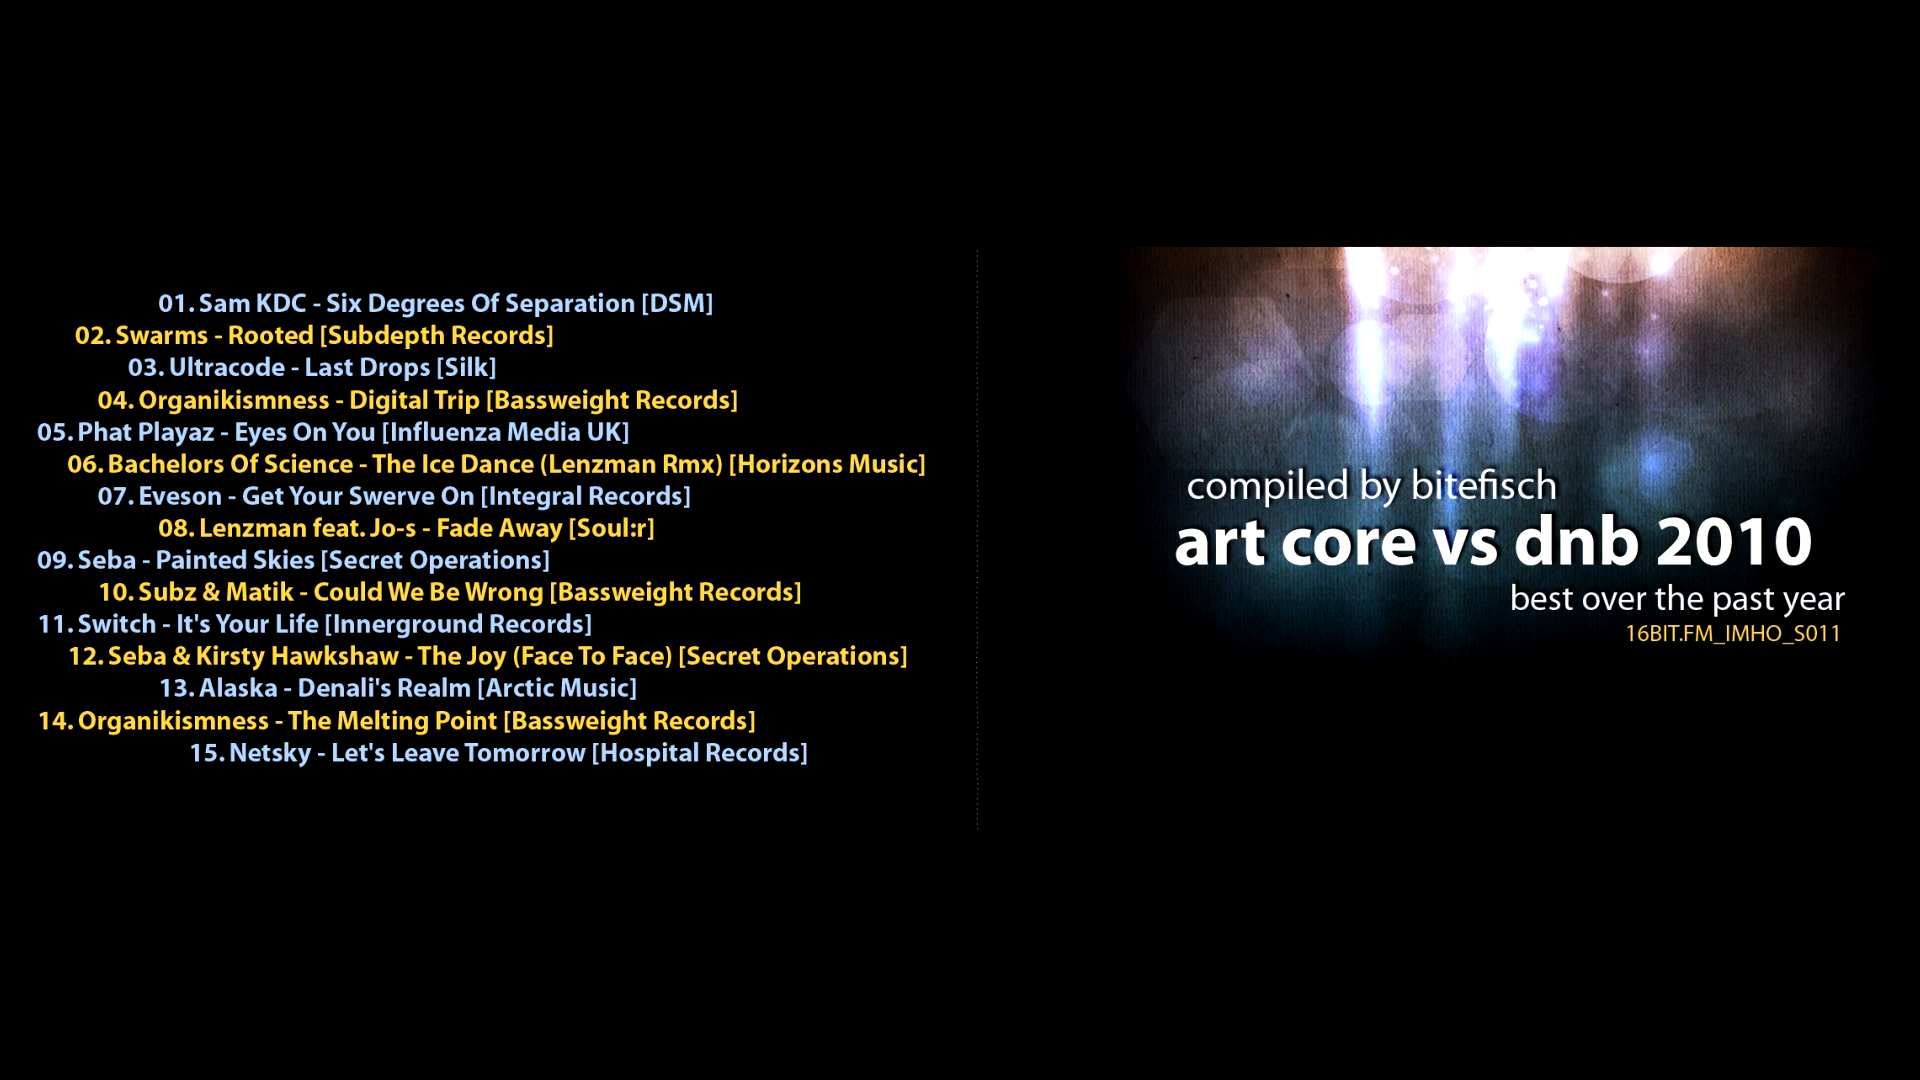 01. Sam KDC - Six Degrees Of Separation [DSM]
02. Swarms - Rooted [Subdepth Records]
03. Ultracode - Last Drops [Silk]
04. Organikismness - Digital Trip [Bassweight Records]
05. Phat Playaz - Eyes On You [Influenza Media UK]
06. Bachelors Of Science - The Ice Dance (Lenzman Rmx) [Horizons Music]
07. Eveson - Get Your Swerve On [Integral Records]
08. Lenzman feat. Jo-s - Fade Away [Soul:r]
09. Seba - Painted Skies [Secret Operations]
10. Subz & Matik - Could We Be Wrong [Bassweight Records]
11. Switch - It's Your Life [Innerground Records]
12. Seba & Kirsty Hawkshaw - The Joy (Face To Face) [Secret Operations]
13. Alaska - Denali's Realm [Arctic Music]
14. Organikismness - The Melting Point [Bassweight Records]
15. Netsky - Let's Leave Tomorrow [Hospital Records]
compiled by bitefisch
art core vs dnb 2010
best over the past year
16BIT.FM_IMHO_S011